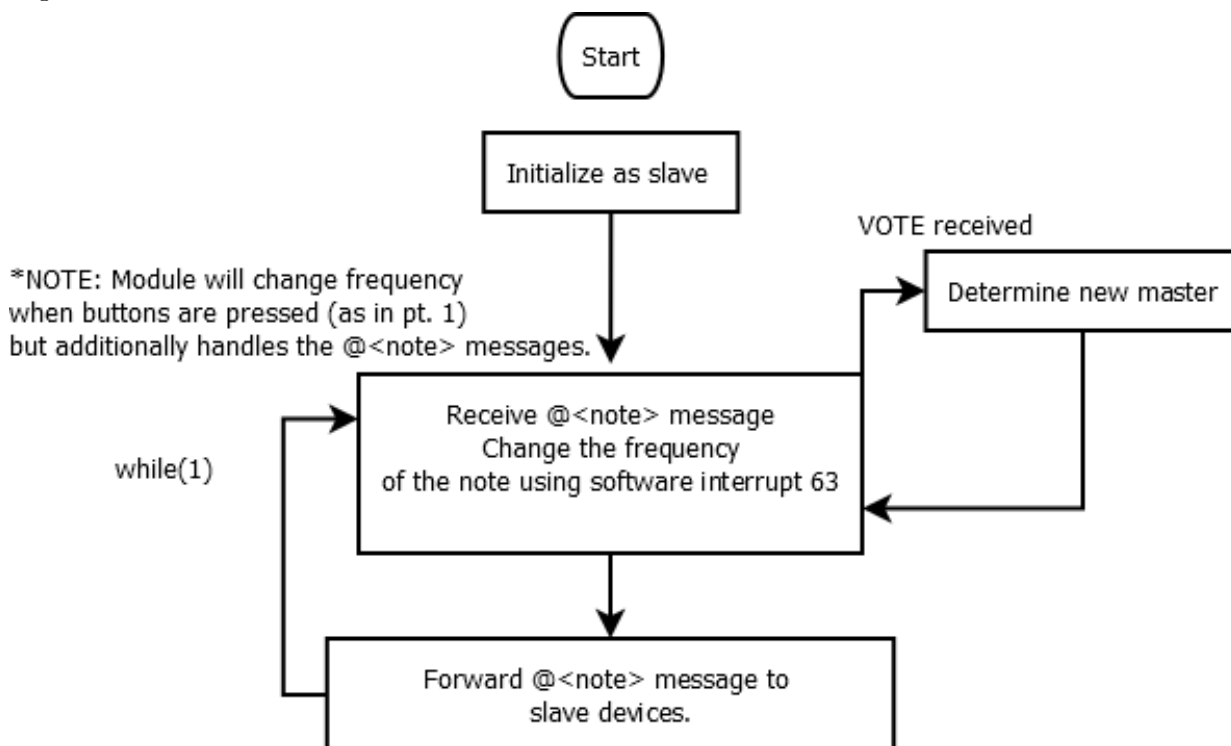 Start
Initialize as slave
VOTE received
Determine new master
*NOTE: Module will change frequency
when buttons are pressed (as in pt. 1)
but additionally handles the @<note> messages.
Receive @<note> message
Change the frequency
of the note using software interrupt 63
while(1)
Forward @<note> message to
slave devices.